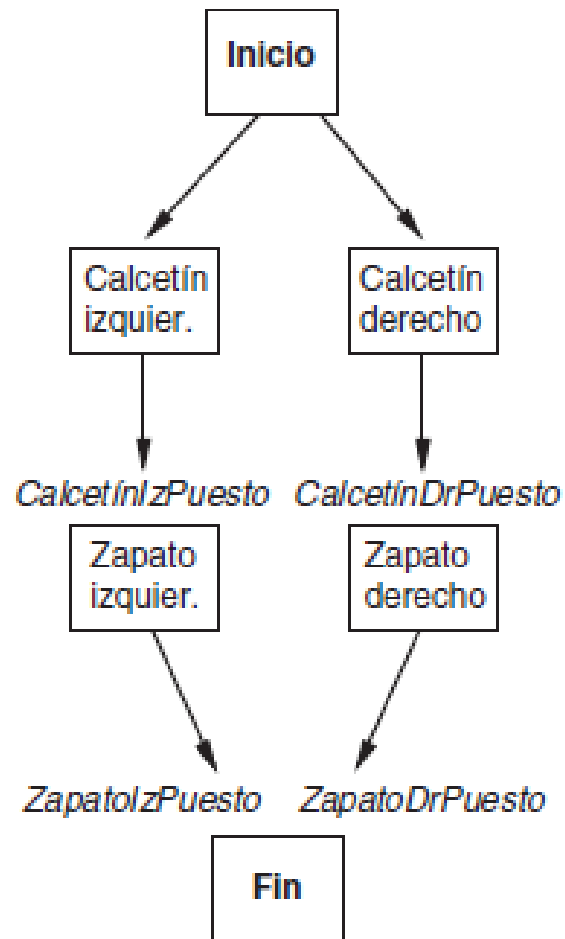 Inicio
Calcetín
izquier.
Calcetín
derecho
CalcetínIzPuesto
CalcetínDrPuesto
Zapato
izquier.
Zapato
derecho
ZapatoIzPuesto
ZapatoDrPuesto
Fin